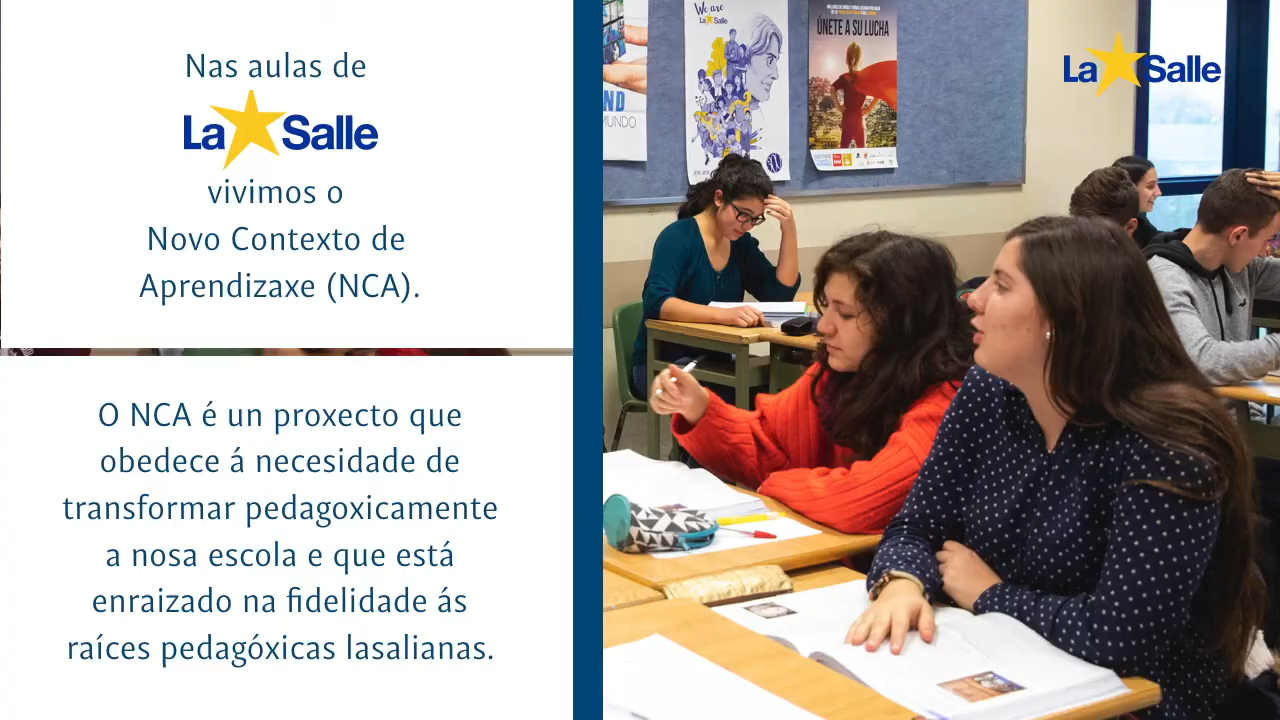 Nas aulas de
La Salle
vivimos o
Novo Contexto de
Aprendizaxe (NCA).
O NCA é un proxecto que
obedece á necesidade de
transformar pedagoxicamente
a nosa escola e que está
enraizado na fidelidade ás
raíces pedagóxicas lasalianas.
We are
La Salle
ÚNETE A SU LUCHA
ND
MUNDO
La Salle